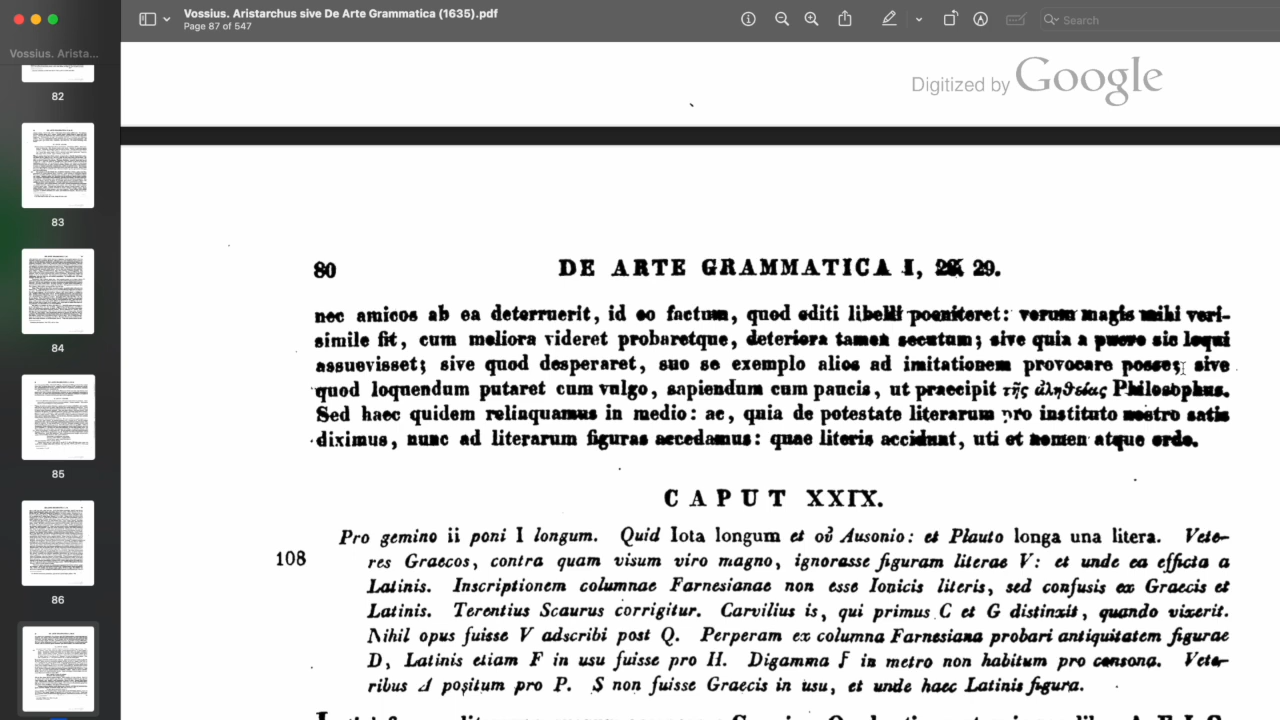 Vossius. Aristarchus sive De Arte Grammatica (1635).pdf
Page 87 of 547
Search
Vossius. Arista...
82
83
84
85
86
Digitized by Google
80 DE ARTE GRAMMATICA I, 29.
nec amicos ab ea deterruerit, id eo factum, quod editi libelli poeniteret: verum magis mihi veri-
simile fit, cum meliora videret probaretque, deteriora tamen secutum; sive quia a puero sic loqui
assuevisset; sive quod desperaret, suo se exemplo alios ad imitationem provocare posse; sive
quod loquendum putaret cum vulgo, sapiendum cum paucis, ut praecipit τῆς ἀληθείας Philosophus.
Sed haec quidem relinquamus in medio: ac, quia de potestate literarum pro instituto nostro satis
diximus, nunc ad literarum figuras accedamus: quae literis accidunt, uti et nomen atque ordo.
CAPUT XXIX.
Pro gemino ii poni I longum. Quid Iota longum et οὐ Ausonio: et Plauto longa una litera. Vete-
108 res Graecos, contra quam visum viro magno, ignorasse figuram literae V: et unde ea efficta a
Latinis. Inscriptionem columnae Farnesianae non esse Ionicis literis, sed confusis ex Graecis et
Latinis. Terentius Scaurus corrigitur. Carvilius is, qui primus C et G distinxit, quando vixerit.
Nihil opus fuisse V adscribi post Q. Perperam ex columna Farnesiana probari antiquitatem figurae
D, Latinis etiam F in usu fuisse pro H. Digamma F in metro non habitum pro consona. Vete-
ribus positum pro P. S non fuisse Graecis in usu, et unde haec Latinis figura.